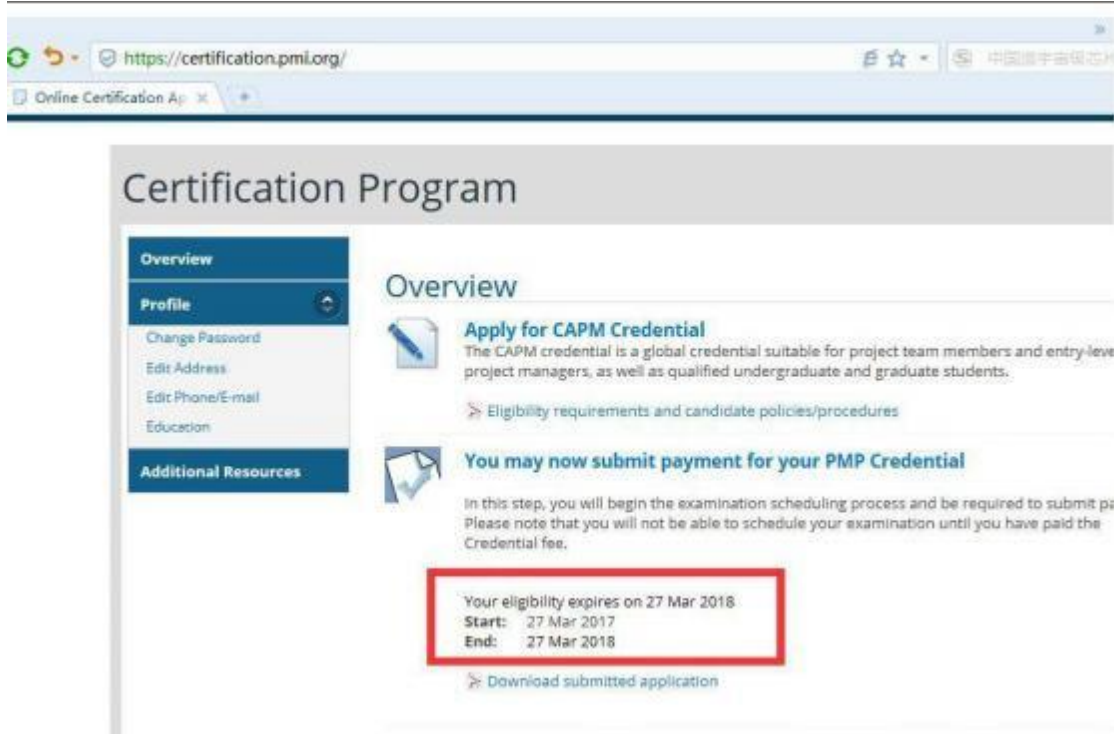 https://certification.pmi.org/
Online Certification Ap
Certification Program
Overview
Profile
Change Password
Edit Address
Edit Phone/E-mail
Education
Additional Resources
Overview
Apply for CAPM Credential
The CAPM credential is a global credential suitable for project team members and entry-leve
project managers, as well as qualified undergraduate and graduate students.
Eligibility requirements and candidate policies/procedures
You may now submit payment for your PMP Credential
In this step, you will begin the examination scheduling process and be required to submit pa
Please note that you will not be able to schedule your examination until you have paid the
Credential fee.
Your eligibility expires on 27 Mar 2018
Start: 27 Mar 2017
End: 27 Mar 2018
Download submitted application